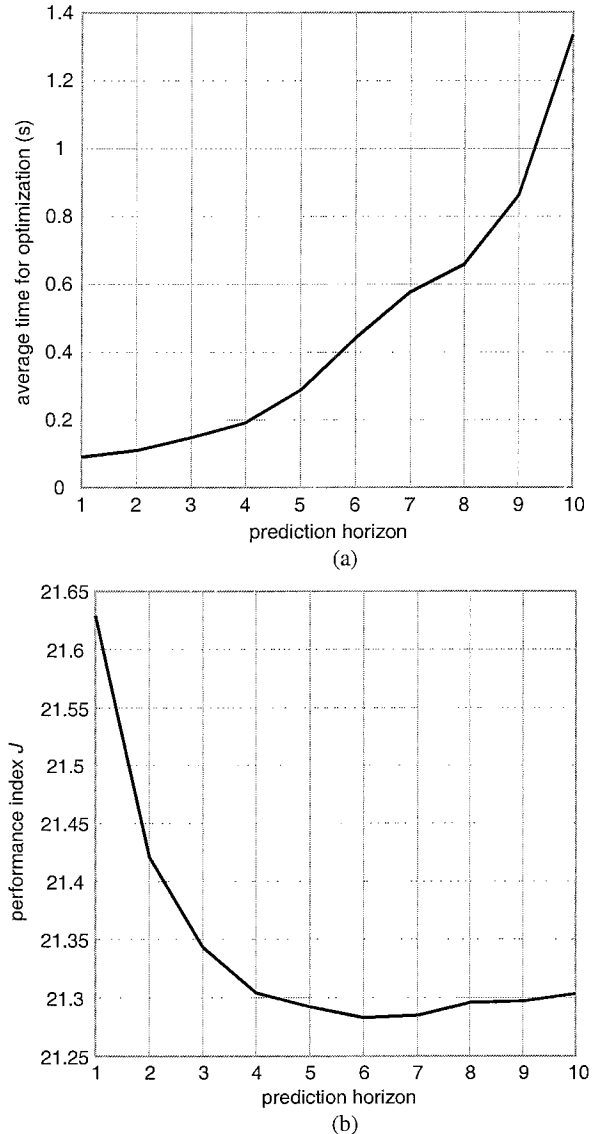 1.4
1.2
1
0.8
0.6
0.4
0.2
0
average time for optimization (s)
1 2 3 4 5 6 7 8 9 10
prediction horizon
(a)
21.65
21.6
21.55
21.5
21.45
21.4
21.35
21.3
21.25
performance index J
1 2 3 4 5 6 7 8 9 10
prediction horizon
(b)